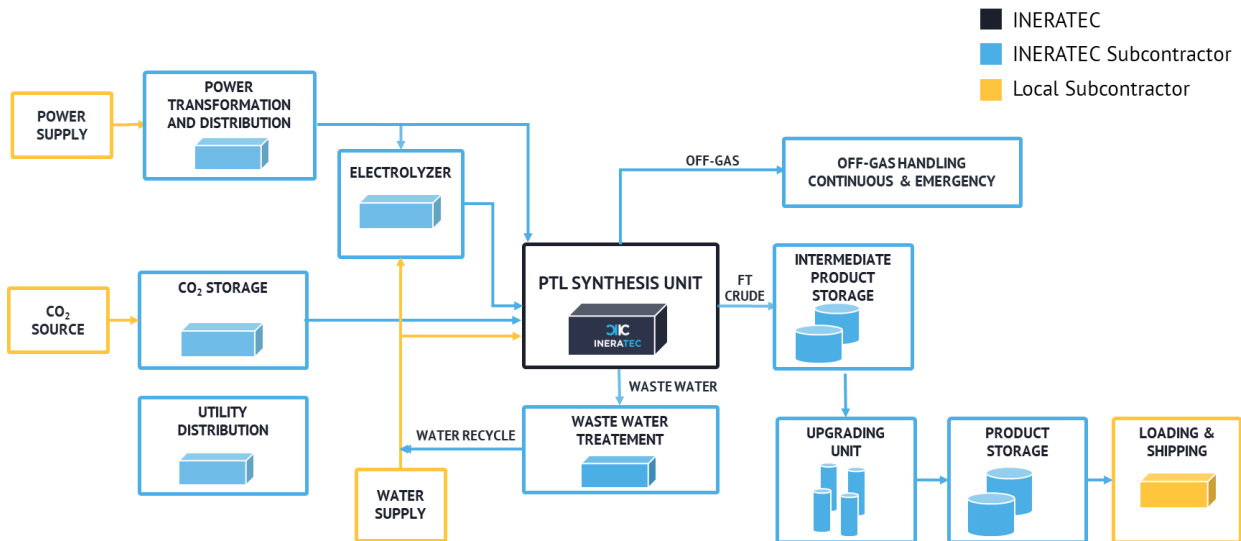 INERATEC
INERATEC Subcontractor
Local Subcontractor
POWER
SUPPLY
POWER
TRANSFORMATION
AND DISTRIBUTION
ELECTROLYZER
OFF-GAS
OFF-GAS HANDLING
CONTINUOUS & EMERGENCY
CO₂
SOURCE
CO₂ STORAGE
PTL SYNTHESIS UNIT
INERATEC
FT
CRUDE
INTERMEDIATE
PRODUCT
STORAGE
UTILITY
DISTRIBUTION
WASTE WATER
WATER RECYCLE
WASTE WATER
TREATEMENT
WATER
SUPPLY
UPGRADING
UNIT
PRODUCT
STORAGE
LOADING &
SHIPPING